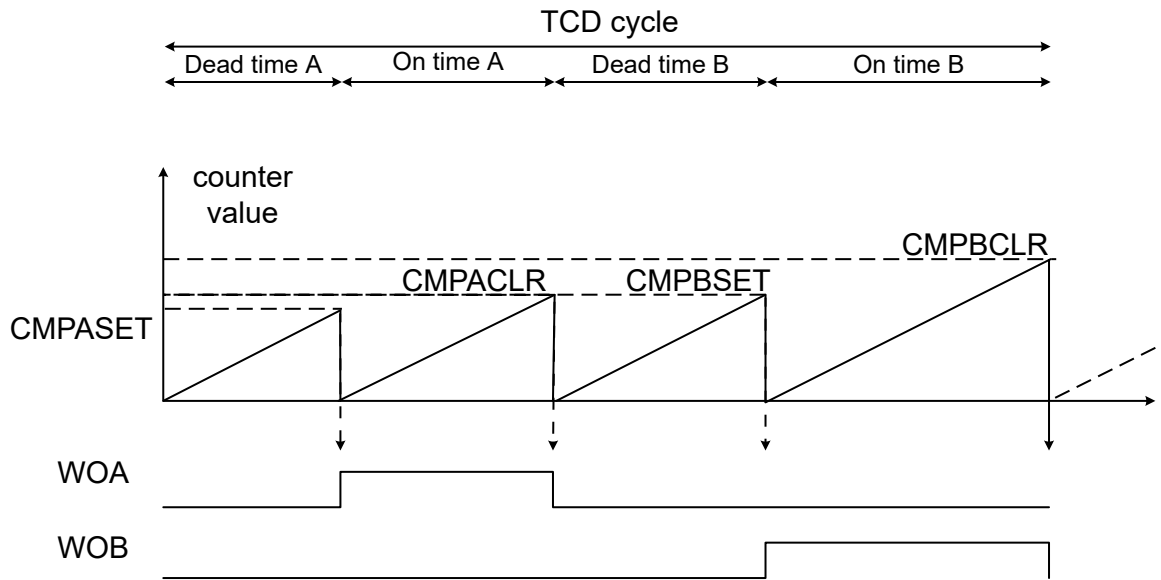 TCD cycle
Dead time A
On time A
Dead time B
On time B
counter
value
CMPBCLR
CMPACLR
CMPBSET
CMPASET
WOA
WOB